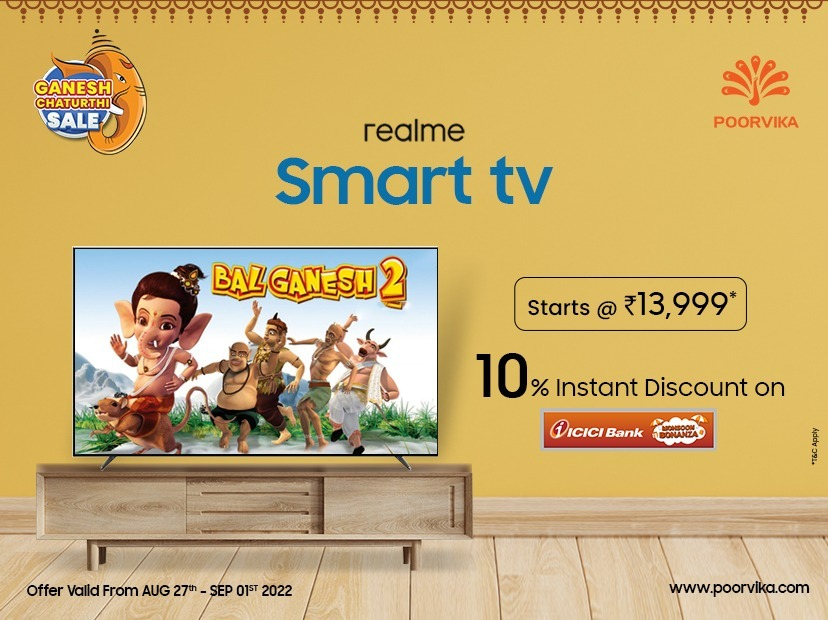 GANESH
CHATURTHI
SALE
POORVIKA
realme
Smart tv
BAL GANESH 2
Starts @ ₹13,999*
10% Instant Discount on
ICICI Bank MONSOON
BONANZA
*T&C Apply
Offer Valid From AUG 27th - SEP 01ST 2022
www.poorvika.com